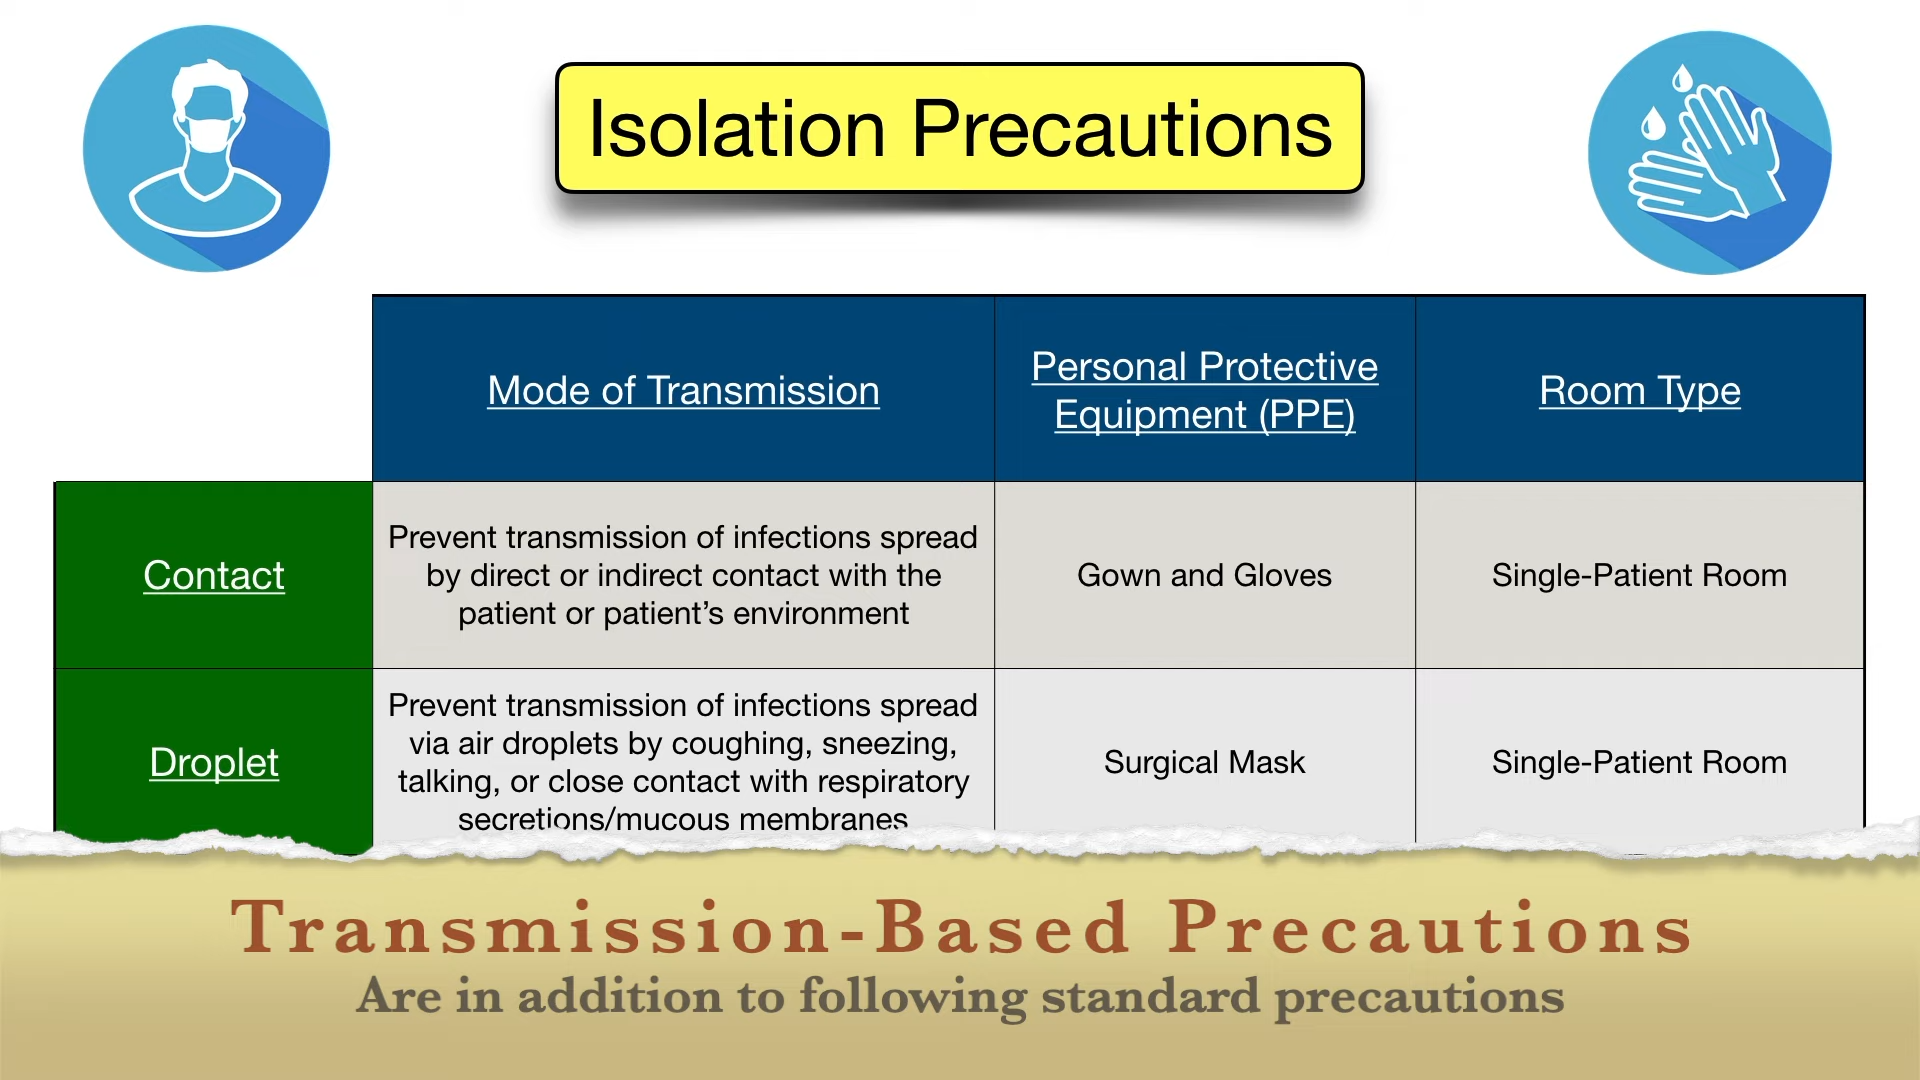 Isolation Precautions
Mode of Transmission
Personal Protective
Equipment (PPE)
Room Type
Contact
Prevent transmission of infections spread
by direct or indirect contact with the
patient or patient’s environment
Gown and Gloves
Single-Patient Room
Droplet
Prevent transmission of infections spread
via air droplets by coughing, sneezing,
talking, or close contact with respiratory
secretions/mucous membranes
Surgical Mask
Single-Patient Room
Transmission-Based Precautions
Are in addition to following standard precautions